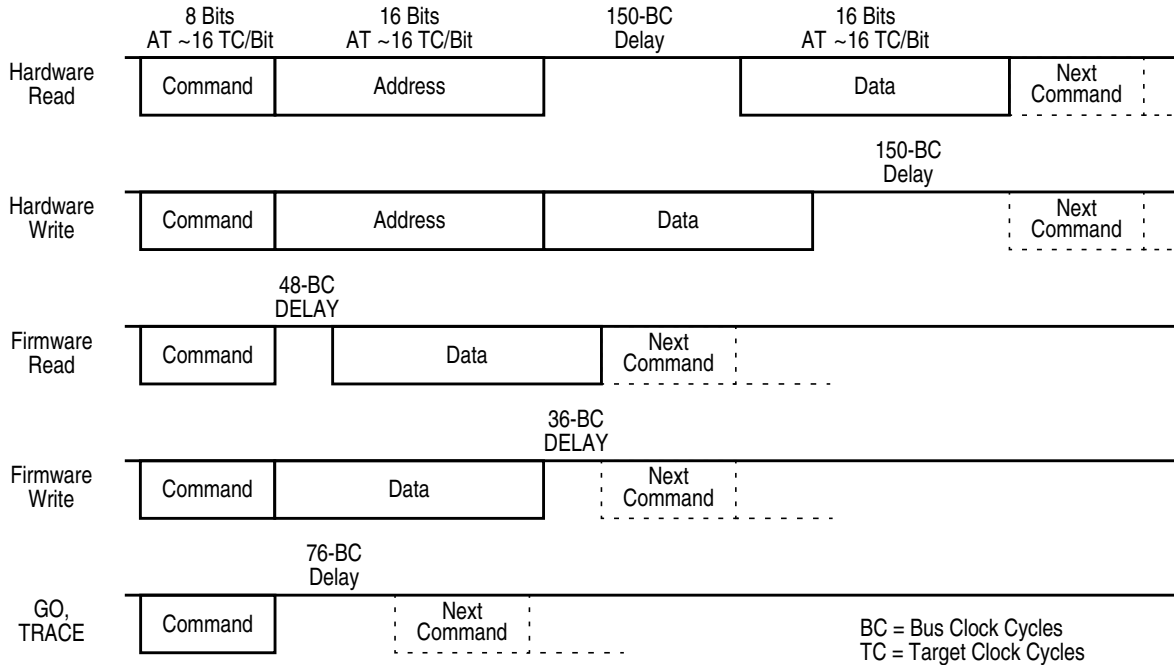 8 Bits
AT ~16 TC/Bit
16 Bits
AT ~16 TC/Bit
150-BC
Delay
16 Bits
AT ~16 TC/Bit
Hardware
Read
Command
Address
Data
Next
Command
150-BC
Delay
Hardware
Write
Command
Address
Data
Next
Command
48-BC
DELAY
Firmware
Read
Command
Data
Next
Command
36-BC
DELAY
Firmware
Write
Command
Data
Next
Command
76-BC
Delay
GO,
TRACE
Command
Next
Command
BC = Bus Clock Cycles
TC = Target Clock Cycles